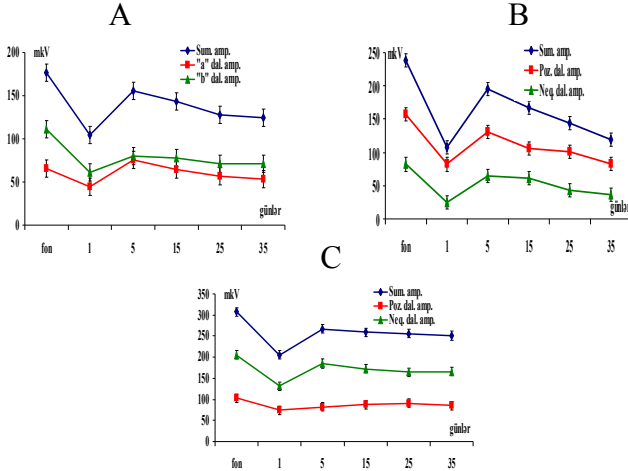 A
mkV
Sum. amp.
"a" dal. amp.
"b" dal. amp.
200
150
100
50
0
günlər
fon 1 5 15 25 35
B
mkV
Sum. amp.
Poz. dal. amp.
Neq. dal. amp.
250
200
150
100
50
0
günlər
fon 1 5 15 25 35
C
mkV
Sum. amp.
Poz. dal. amp.
Neq. dal. amp.
350
300
250
200
150
100
50
0
günlər
fon 1 5 15 25 35